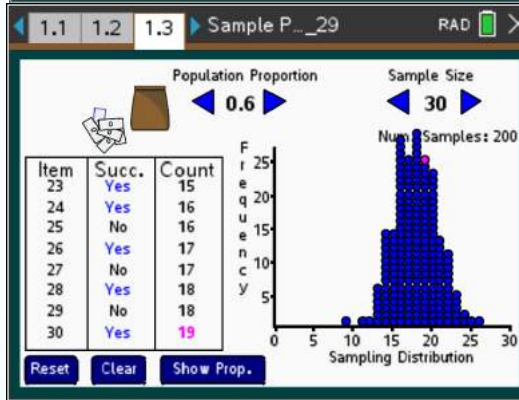 1.1 1.2 1.3 Sample P..._29 RAD
Population Proportion
0.6
Sample Size
30
Num Samples: 200
Item Succ. Count
23 Yes 15
24 Yes 16
25 No 16
26 Yes 17
27 No 17
28 Yes 18
29 No 18
30 Yes 19
Frequency
25
20
15
10
5
0 5 10 15 20 25 30
Sampling Distribution
Reset Clear Show Prop.